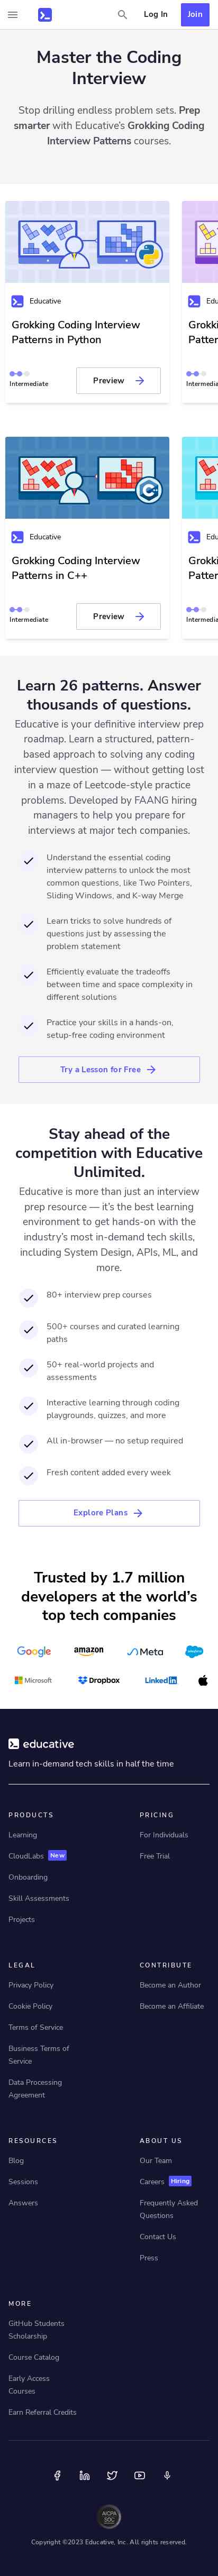 Log In
Join
Master the Coding
Interview
Stop drilling endless problem sets. Prep
smarter with Educative’s Grokking Coding
Interview Patterns courses.
Educative
Edu
Grokking Coding Interview
Patterns in Python
Grokki
Patter
Intermediate
Preview
Intermedia
Educative
Edu
Grokking Coding Interview
Patterns in C++
Grokki
Patter
Intermediate
Preview
Intermedia
Learn 26 patterns. Answer
thousands of questions.
Educative is your definitive interview prep
roadmap. Learn a structured, pattern-
based approach to solving any coding
interview question — without getting lost
in a maze of Leetcode-style practice
problems. Developed by FAANG hiring
managers to help you prepare for
interviews at major tech companies.
Understand the essential coding
interview patterns to unlock the most
common questions, like Two Pointers,
Sliding Windows, and K-way Merge
Learn tricks to solve hundreds of
questions just by assessing the
problem statement
Efficiently evaluate the tradeoffs
between time and space complexity in
different solutions
Practice your skills in a hands-on,
setup-free coding environment
Try a Lesson for Free
Stay ahead of the
competition with Educative
Unlimited.
Educative is more than just an interview
prep resource — it’s the best learning
environment to get hands-on with the
industry’s most in-demand tech skills,
including System Design, APIs, ML, and
more.
80+ interview prep courses
500+ courses and curated learning
paths
50+ real-world projects and
assessments
Interactive learning through coding
playgrounds, quizzes, and more
All in-browser — no setup required
Fresh content added every week
Explore Plans
Trusted by 1.7 million
developers at the world’s
top tech companies
Google
amazon
Meta
salesforce
Microsoft
Dropbox
LinkedIn
educative
Learn in-demand tech skills in half the time
PRODUCTS
Learning
CloudLabs New
Onboarding
Skill Assessments
Projects
PRICING
For Individuals
Free Trial
LEGAL
Privacy Policy
Cookie Policy
Terms of Service
Business Terms of
Service
Data Processing
Agreement
CONTRIBUTE
Become an Author
Become an Affiliate
RESOURCES
Blog
Sessions
Answers
ABOUT US
Our Team
Careers Hiring
Frequently Asked
Questions
Contact Us
Press
MORE
GitHub Students
Scholarship
Course Catalog
Early Access
Courses
Earn Referral Credits
AICPA
SOC
Copyright ©2023 Educative, Inc. All rights reserved.